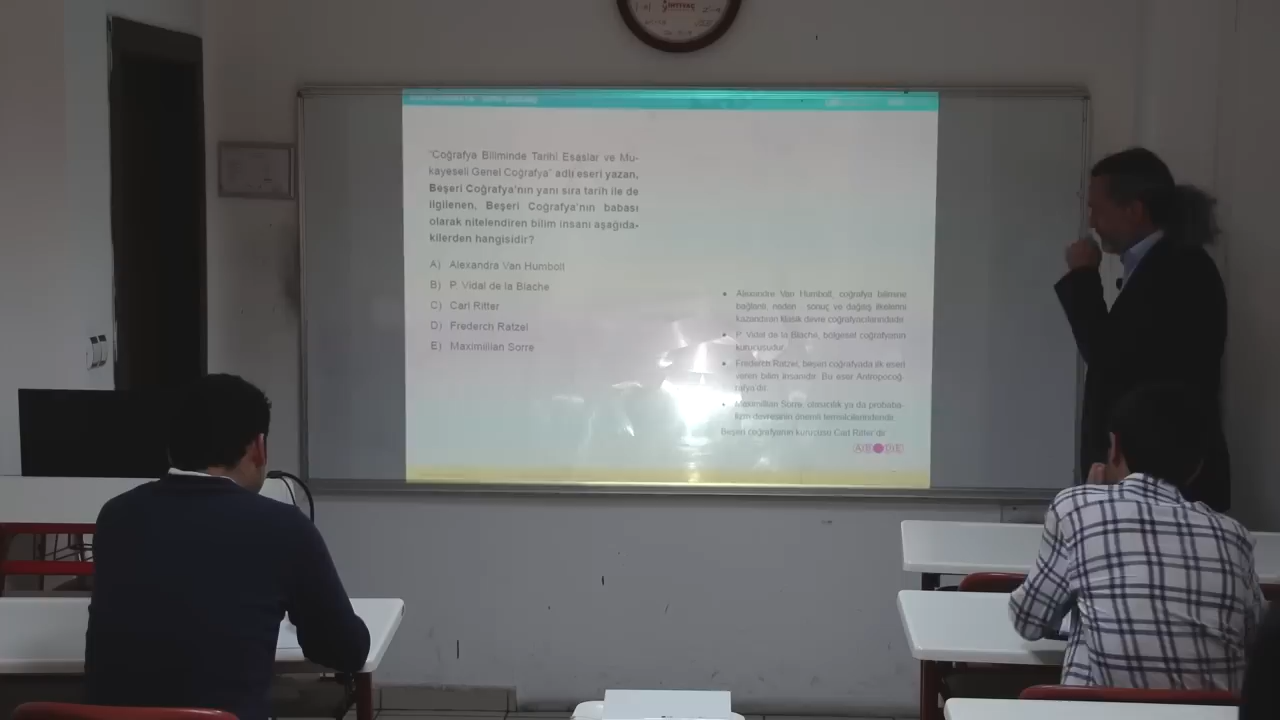 "Coğrafya Biliminde Tarihi Esaslar ve Mu-
kayeseli Genel Coğrafya" adlı eseri yazan,
Beşeri Coğrafya'nın yanı sıra tarih ile de
ilgilenen, Beşeri Coğrafya'nın babası
olarak nitelendiren bilim insanı aşağıda-
kilerden hangisidir?
A) Alexandra Van Humbolt
B) P. Vidal de la Blache
C) Carl Ritter
D) Frederch Ratzel
E) Maximillian Sorre
• Alexandre Van Humbolt, coğrafya bilimine
bağlantı, neden - sonuç ve dağılış ilkelerini
kazandıran klasik devre coğrafyacılarındadır.
• P. Vidal de la Blache, bölgesel coğrafyanın
kurucusudur.
• Frederch Ratzel, beşeri coğrafyada ilk eseri
veren bilim insanıdır. Bu eser Antropocoğ-
rafya'dır.
• Maximillian Sorre, olasıcılık ya da probaba-
lizm devresinin önemli temsilcilerindendir.
Beşeri coğrafyanın kurucusu Carl Ritter'dir.
A B D E